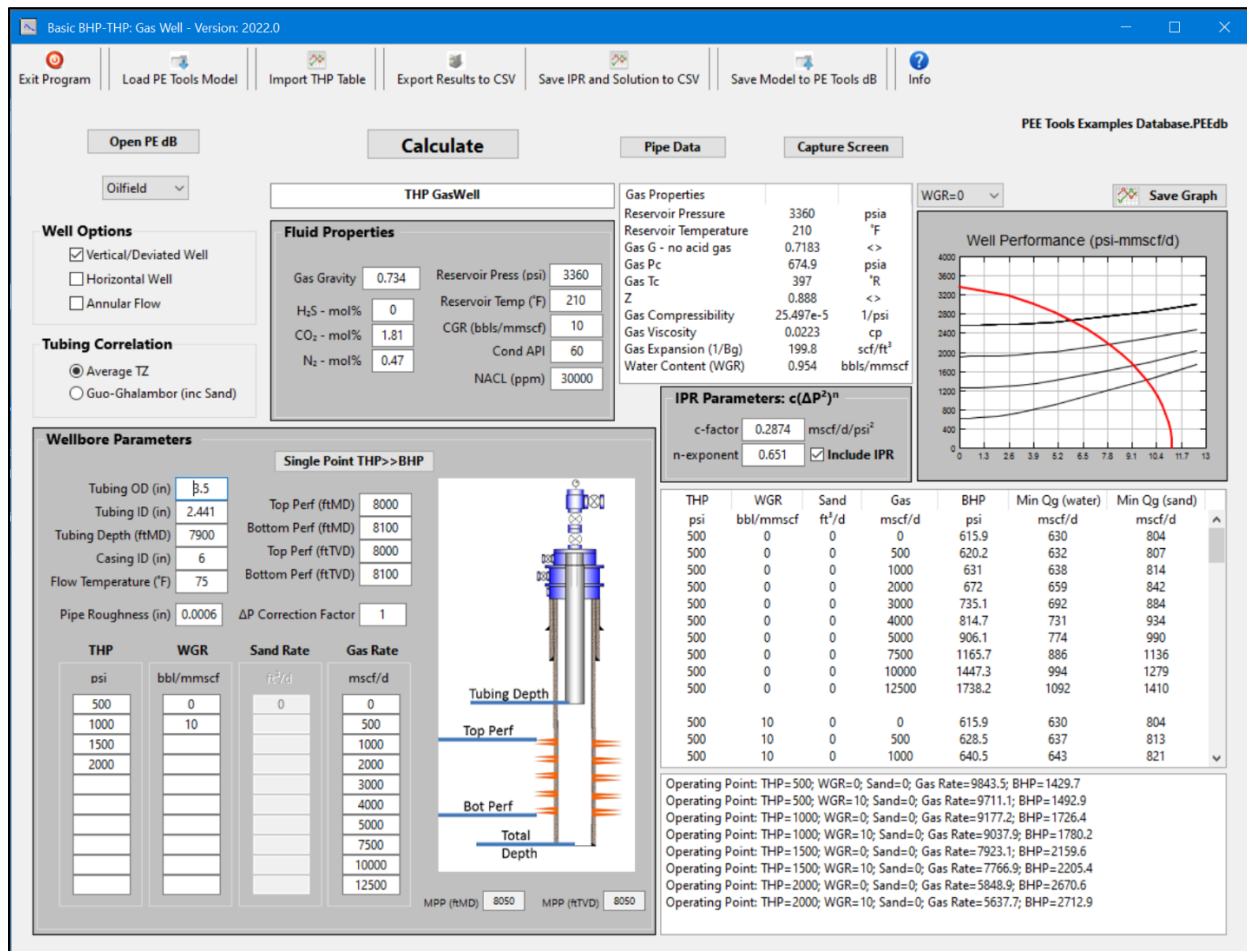 Basic BHP-THP: Gas Well - Version: 2022.0
Exit Program Load PE Tools Model Import THP Table Export Results to CSV Save IPR and Solution to CSV Save Model to PE Tools dB Info
PEE Tools Examples Database.PEEdb
Open PE dB Calculate Pipe Data Capture Screen
Oilfield THP GasWell
Well Options
Vertical/Deviated Well
Horizontal Well
Annular Flow
Tubing Correlation
Average TZ
Guo-Ghalambor (inc Sand)
Fluid Properties
Gas Gravity 0.734 Reservoir Press (psi) 3360
H₂S - mol% 0 Reservoir Temp (°F) 210
CO₂ - mol% 1.81 CGR (bbls/mmscf) 10
N₂ - mol% 0.47 Cond API 60
NACL (ppm) 30000
Gas Properties
Reservoir Pressure 3360 psia
Reservoir Temperature 210 °F
Gas G - no acid gas 0.7183 <>
Gas Pc 674.9 psia
Gas Tc 397 °R
Z 0.888 <>
Gas Compressibility 25.497e-5 1/psi
Gas Viscosity 0.0223 cp
Gas Expansion (1/Bg) 199.8 scf/ft³
Water Content (WGR) 0.954 bbls/mmscf
IPR Parameters: c(ΔP²)ⁿ
c-factor 0.2874 mscf/d/psi²
n-exponent 0.651 Include IPR
WGR=0 Save Graph
Well Performance (psi-mmscf/d)
4000
3600
3200
2800
2400
2000
1600
1200
800
400
0
0 1.3 2.6 3.9 5.2 6.5 7.8 9.1 10.4 11.7 13
Wellbore Parameters
Single Point THP>>BHP
Tubing OD (in) 3.5
Tubing ID (in) 2.441
Tubing Depth (ftMD) 7900
Casing ID (in) 6
Flow Temperature (°F) 75
Top Perf (ftMD) 8000
Bottom Perf (ftMD) 8100
Top Perf (ftTVD) 8000
Bottom Perf (ftTVD) 8100
Pipe Roughness (in) 0.0006 ΔP Correction Factor 1
THP WGR Sand Rate Gas Rate
psi bbl/mmscf ft³/d mscf/d
500 0 0 0
1000 10 500
1500 1000
2000 2000
3000
4000
5000
7500
10000
12500
Tubing Depth
Top Perf
Bot Perf
Total
Depth
MPP (ftMD) 8050 MPP (ftTVD) 8050
THP WGR Sand Gas BHP Min Qg (water) Min Qg (sand)
psi bbl/mmscf ft³/d mscf/d psi mscf/d mscf/d
500 0 0 0 615.9 630 804
500 0 0 500 620.2 632 807
500 0 0 1000 631 638 814
500 0 0 2000 672 659 842
500 0 0 3000 735.1 692 884
500 0 0 4000 814.7 731 934
500 0 0 5000 906.1 774 990
500 0 0 7500 1165.7 886 1136
500 0 0 10000 1447.3 994 1279
500 0 0 12500 1738.2 1092 1410
500 10 0 0 615.9 630 804
500 10 0 500 628.5 637 813
500 10 0 1000 640.5 643 821
Operating Point: THP=500; WGR=0; Sand=0; Gas Rate=9843.5; BHP=1429.7
Operating Point: THP=500; WGR=10; Sand=0; Gas Rate=9711.1; BHP=1492.9
Operating Point: THP=1000; WGR=0; Sand=0; Gas Rate=9177.2; BHP=1726.4
Operating Point: THP=1000; WGR=10; Sand=0; Gas Rate=9037.9; BHP=1780.2
Operating Point: THP=1500; WGR=0; Sand=0; Gas Rate=7923.1; BHP=2159.6
Operating Point: THP=1500; WGR=10; Sand=0; Gas Rate=7766.9; BHP=2205.4
Operating Point: THP=2000; WGR=0; Sand=0; Gas Rate=5848.9; BHP=2670.6
Operating Point: THP=2000; WGR=10; Sand=0; Gas Rate=5637.7; BHP=2712.9